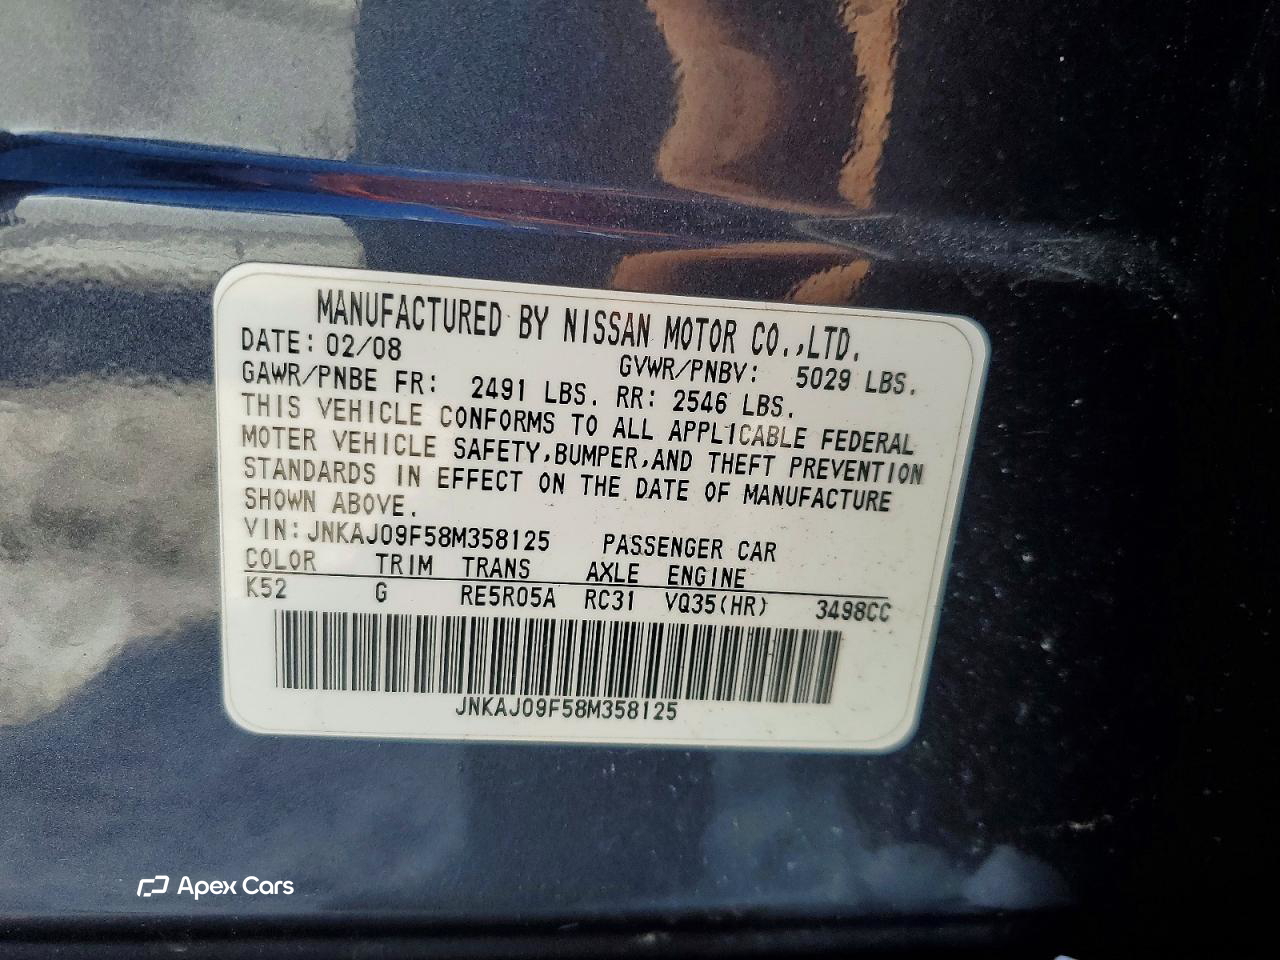 MANUFACTURED BY NISSAN MOTOR CO.,LTD.
DATE: 02/08 GVWR/PNBV: 5029 LBS.
GAWR/PNBE FR: 2491 LBS. RR: 2546 LBS.
THIS VEHICLE CONFORMS TO ALL APPLICABLE FEDERAL
MOTER VEHICLE SAFETY,BUMPER,AND THEFT PREVENTION
STANDARDS IN EFFECT ON THE DATE OF MANUFACTURE
SHOWN ABOVE.
VIN: JNKAJ09F58M358125 PASSENGER CAR
COLOR TRIM TRANS AXLE ENGINE
K52 G RE5R05A RC31 VQ35(HR) 3498CC
JNKAJ09F58M358125
Apex Cars